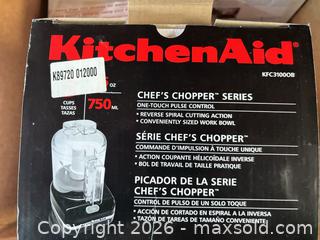 KitchenAid
KFC3100OB
K89720 012000
oz
CUPS
TASSES
TAZAS
750 ML
CHEF'S CHOPPER™ SERIES
ONE-TOUCH PULSE CONTROL
• REVERSE SPIRAL CUTTING ACTION
• CONVENIENTLY SIZED WORK BOWL
SÉRIE CHEF'S CHOPPER™
COMMANDE D'IMPULSION À TOUCHE UNIQUE
• ACTION COUPANTE HÉLICOÏDALE INVERSE
• BOL DE TRAVAIL DE TAILLE PRATIQUE
PICADOR DE LA SERIE
CHEF'S CHOPPER™
CONTROL DE PULSO DE UN SOLO TOQUE
• ACCIÓN DE CORTADO EN ESPIRAL A LA INVERSA
• TAZÓN DE TAREAS DE TAMAÑO CONVENIENTE
© 2026 - MaxSold.com